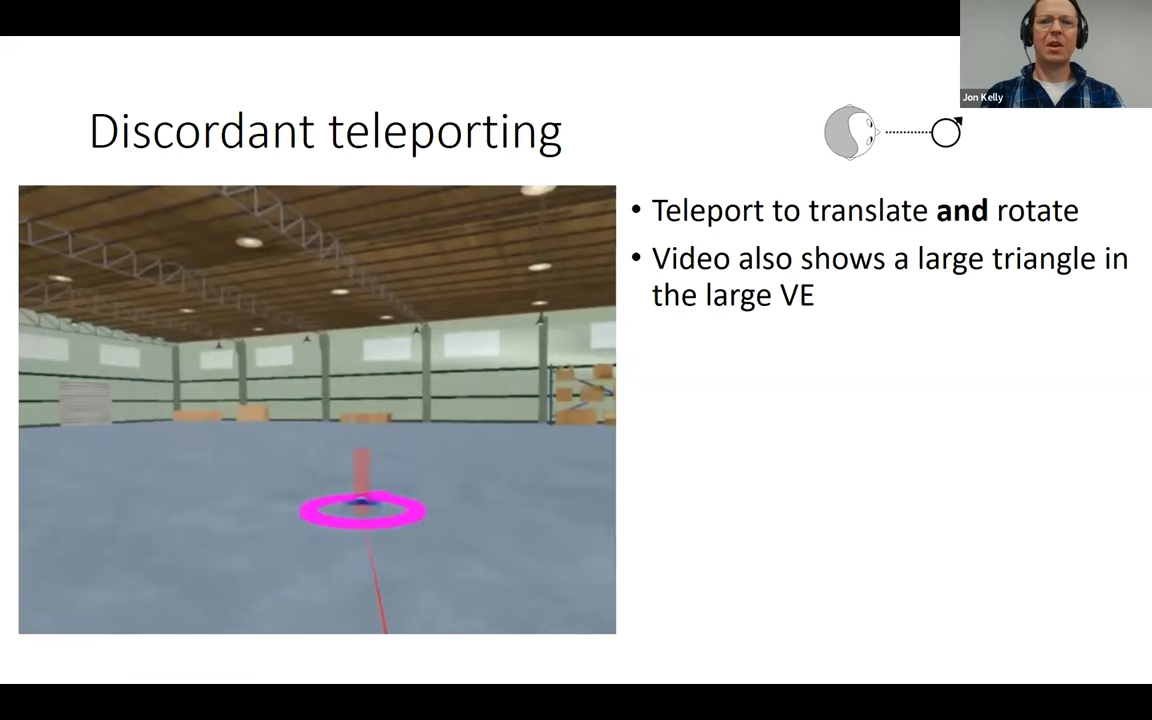 Jon Kelly
Discordant teleporting
• Teleport to translate and rotate
• Video also shows a large triangle in
the large VE